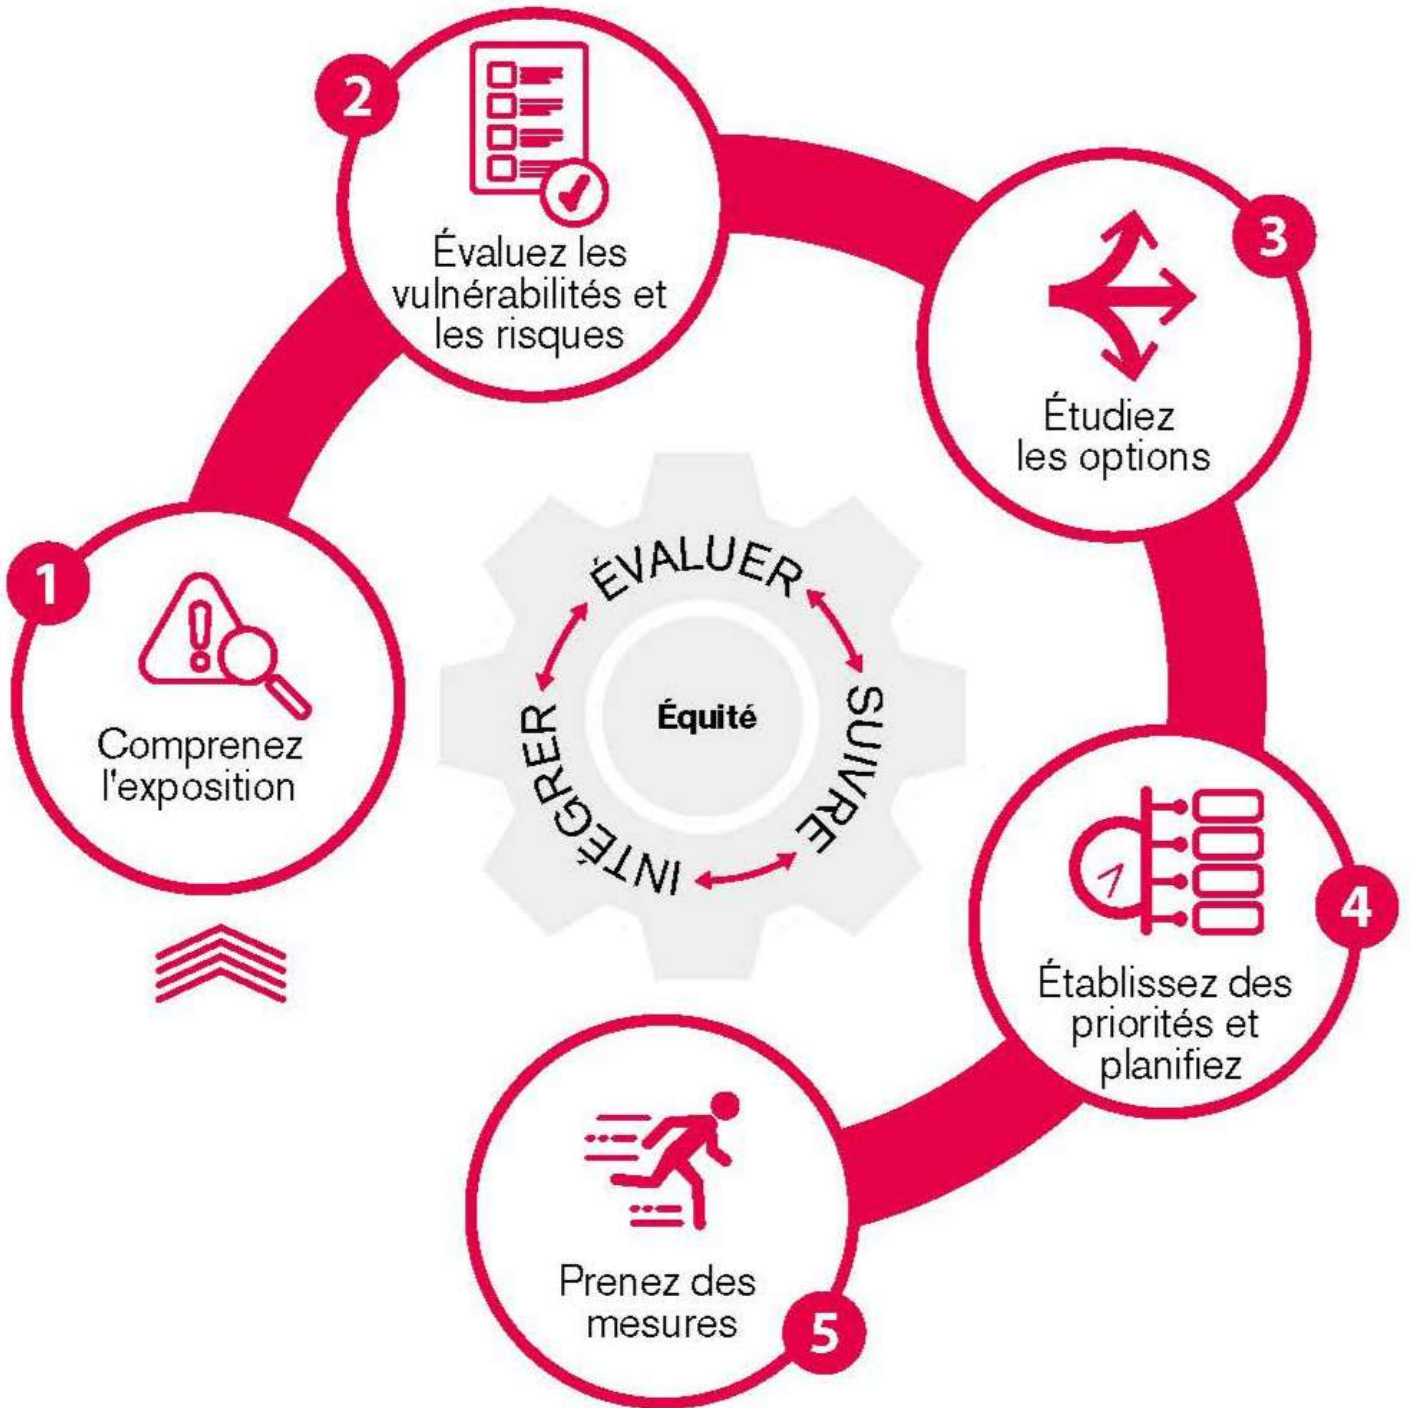 1
Comprenez
l'exposition
2
Évaluez les
vulnérabilités et
les risques
3
Étudiez
les options
4
Établissez des
priorités et
planifiez
5
Prenez des
mesures
ÉVALUER
SUIVRE
INTÉGRER
Équité